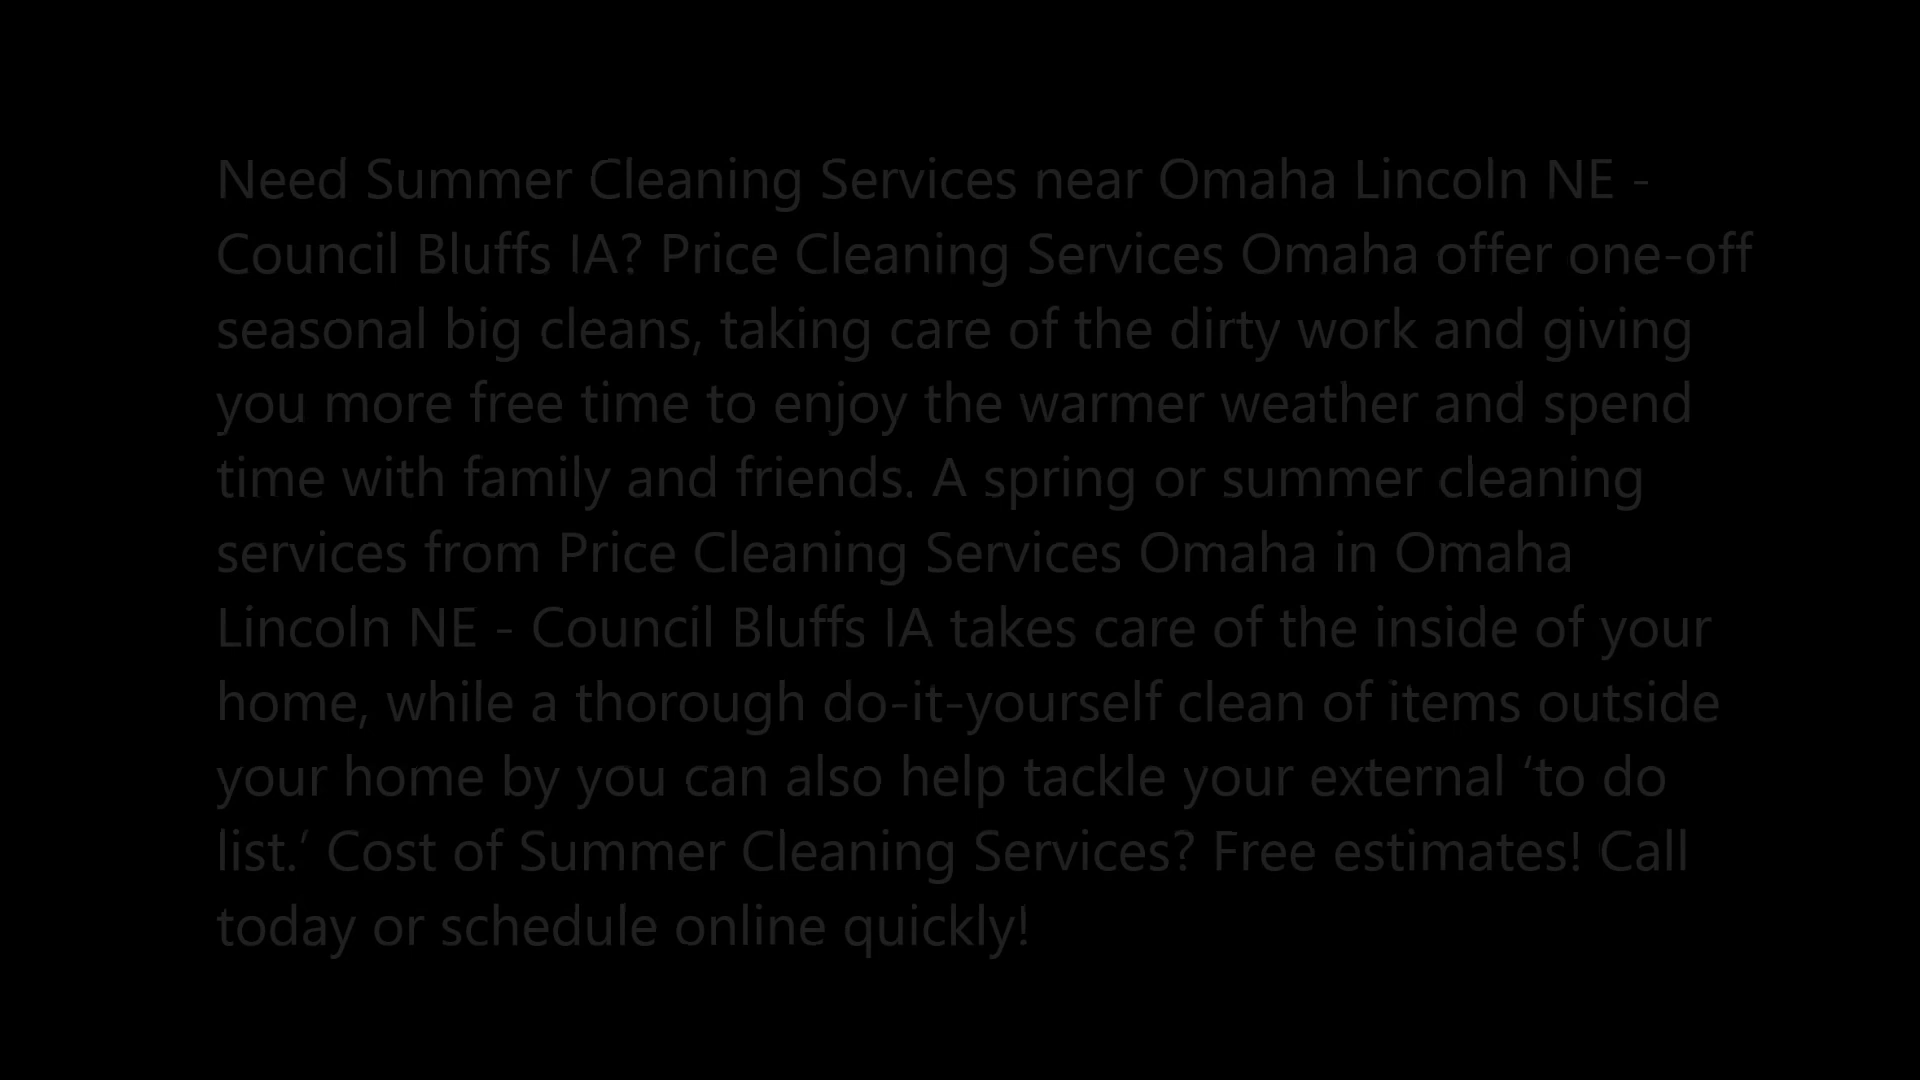 Need Summer Cleaning Services near Omaha Lincoln NE -
Council Bluffs IA? Price Cleaning Services Omaha offer one-off
seasonal big cleans, taking care of the dirty work and giving
you more free time to enjoy the warmer weather and spend
time with family and friends. A spring or summer cleaning
services from Price Cleaning Services Omaha in Omaha
Lincoln NE - Council Bluffs IA takes care of the inside of your
home, while a thorough do-it-yourself clean of items outside
your home by you can also help tackle your external ‘to do
list.’ Cost of Summer Cleaning Services? Free estimates! Call
today or schedule online quickly!